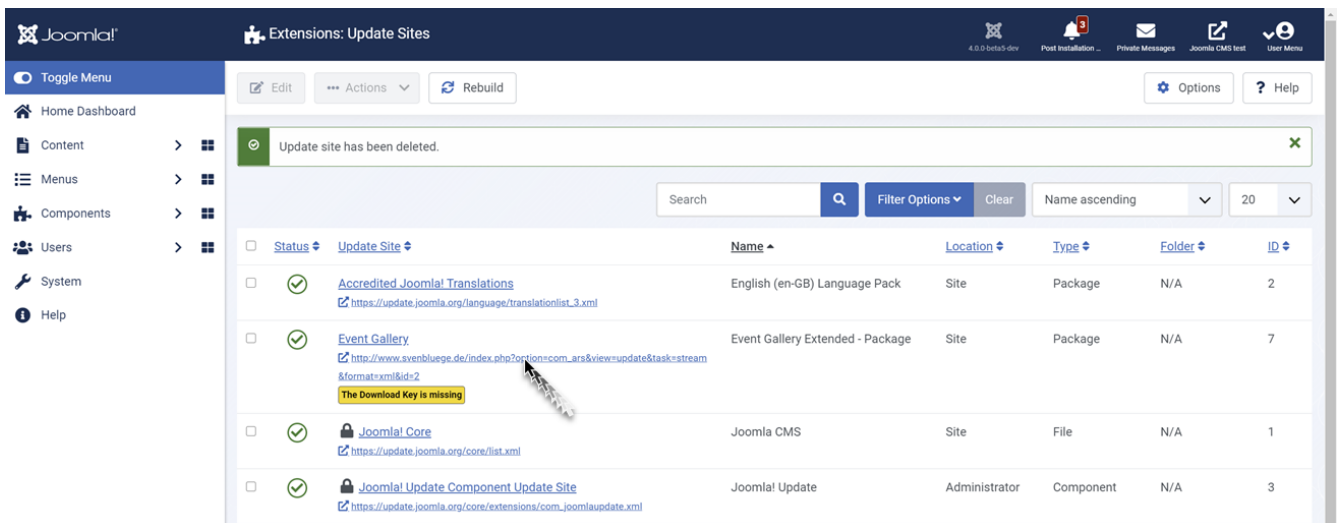 Joomla!
Extensions: Update Sites
4.0.0-beta5-dev
3
Post Installation ...
Private Messages
Joomla CMS test
User Menu
Toggle Menu
Home Dashboard
Content
Menus
Components
Users
System
Help
Edit
Actions
Rebuild
Options
? Help
Update site has been deleted.
Search
Filter Options
Clear
Name ascending
20
Status Update Site Name Location Type Folder ID
Accredited Joomla! Translations English (en-GB) Language Pack Site Package N/A 2
https://update.joomla.org/language/translationlist_3.xml
Event Gallery Event Gallery Extended - Package Site Package N/A 7
http://www.svenbluege.de/index.php?option=com_ars&view=update&task=stream
&format=xml&id=2
The Download Key is missing
Joomla! Core Joomla CMS Site File N/A 1
https://update.joomla.org/core/list.xml
Joomla! Update Component Update Site Joomla! Update Administrator Component N/A 3
https://update.joomla.org/core/extensions/com_joomlaupdate.xml